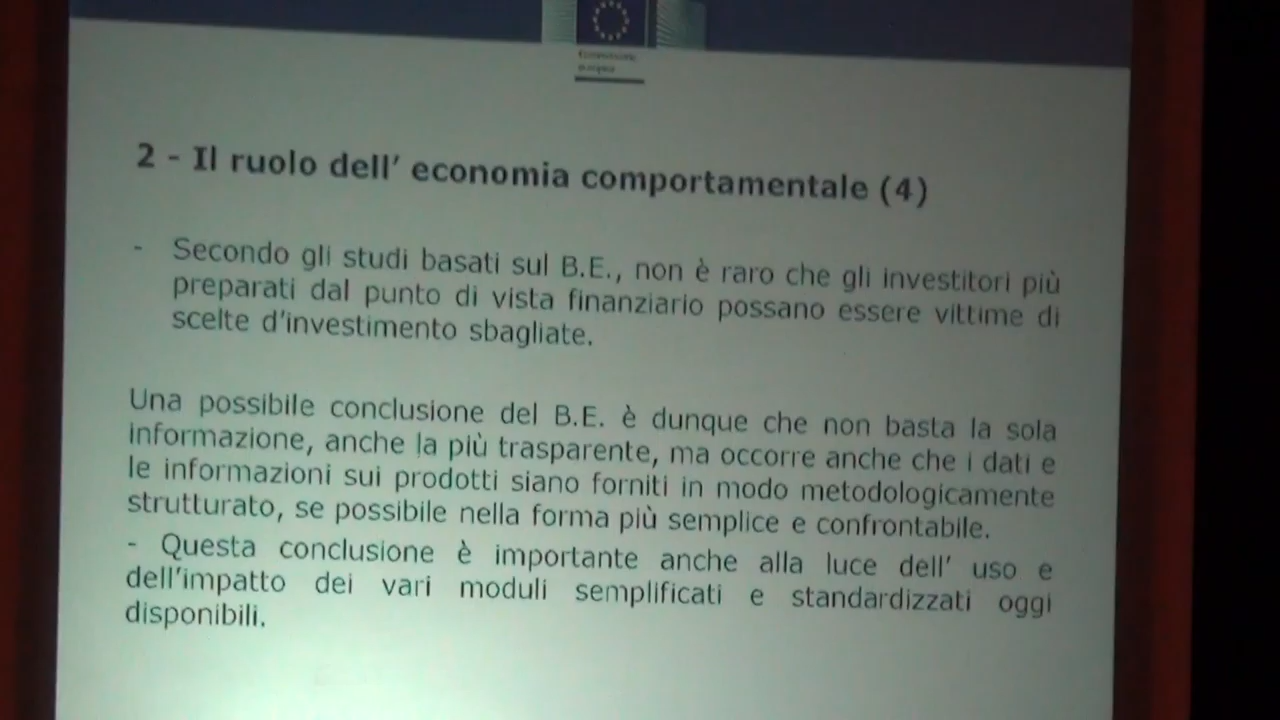 Commissione
europea
2 - Il ruolo dell’ economia comportamentale (4)
- Secondo gli studi basati sul B.E., non è raro che gli investitori più
preparati dal punto di vista finanziario possano essere vittime di
scelte d’investimento sbagliate.
Una possibile conclusione del B.E. è dunque che non basta la sola
informazione, anche la più trasparente, ma occorre anche che i dati e
le informazioni sui prodotti siano forniti in modo metodologicamente
strutturato, se possibile nella forma più semplice e confrontabile.
- Questa conclusione è importante anche alla luce dell’ uso e
dell’impatto dei vari moduli semplificati e standardizzati oggi
disponibili.